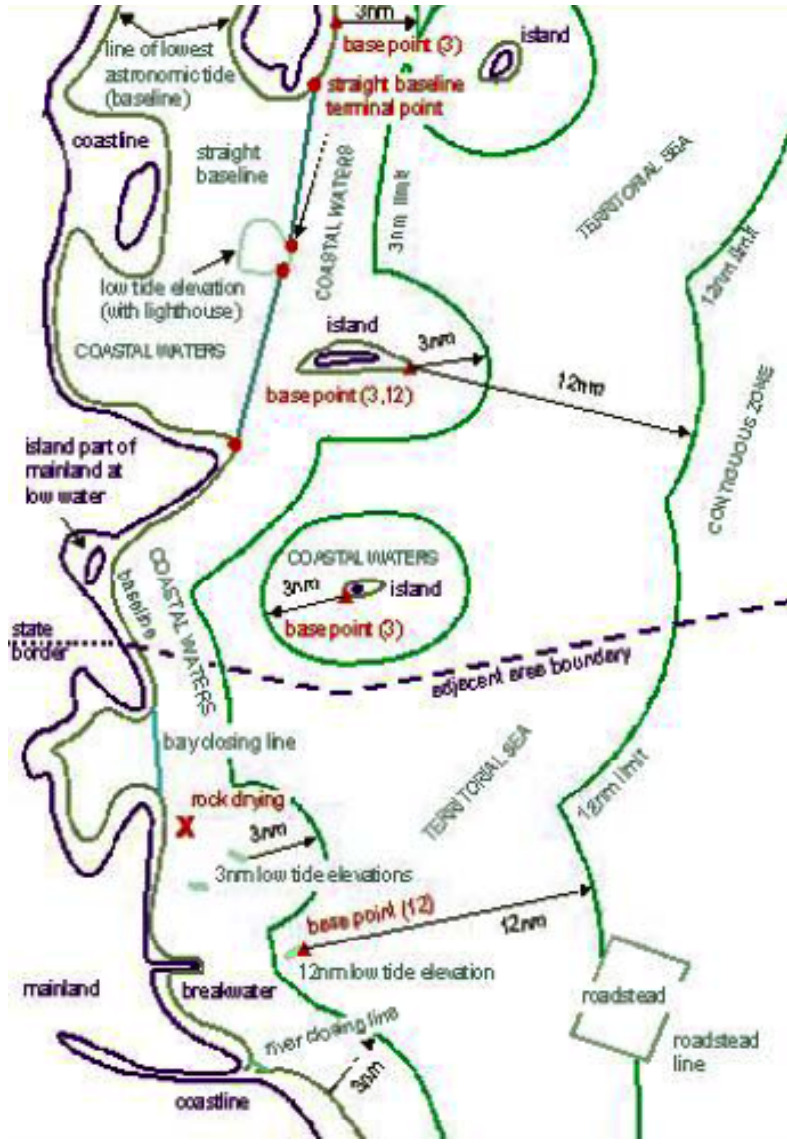 3nm
base point (3)
island
line of lowest
astronomic tide
(baseline)
straight baseline
terminal point
coastline
straight
baseline
COASTAL WATERS
3nm limit
TERRITORIAL SEA
12nm limit
low tide elevation
(with lighthouse)
COASTAL WATERS
island
3nm
base point (3,12)
12nm
CONTIGUOUS ZONE
island part of
mainland at
low water
COASTAL WATERS
baseline
COASTAL WATERS
3nm
island
base point (3)
state
border
adjacent area boundary
bay closing line
TERRITORIAL SEA
12nm limit
rock drying
X
3nm
3nm low tide elevations
base point (12)
12nm
12nm low tide elevation
mainland
breakwater
roadstead
roadstead
line
river closing line
3nm
coastline